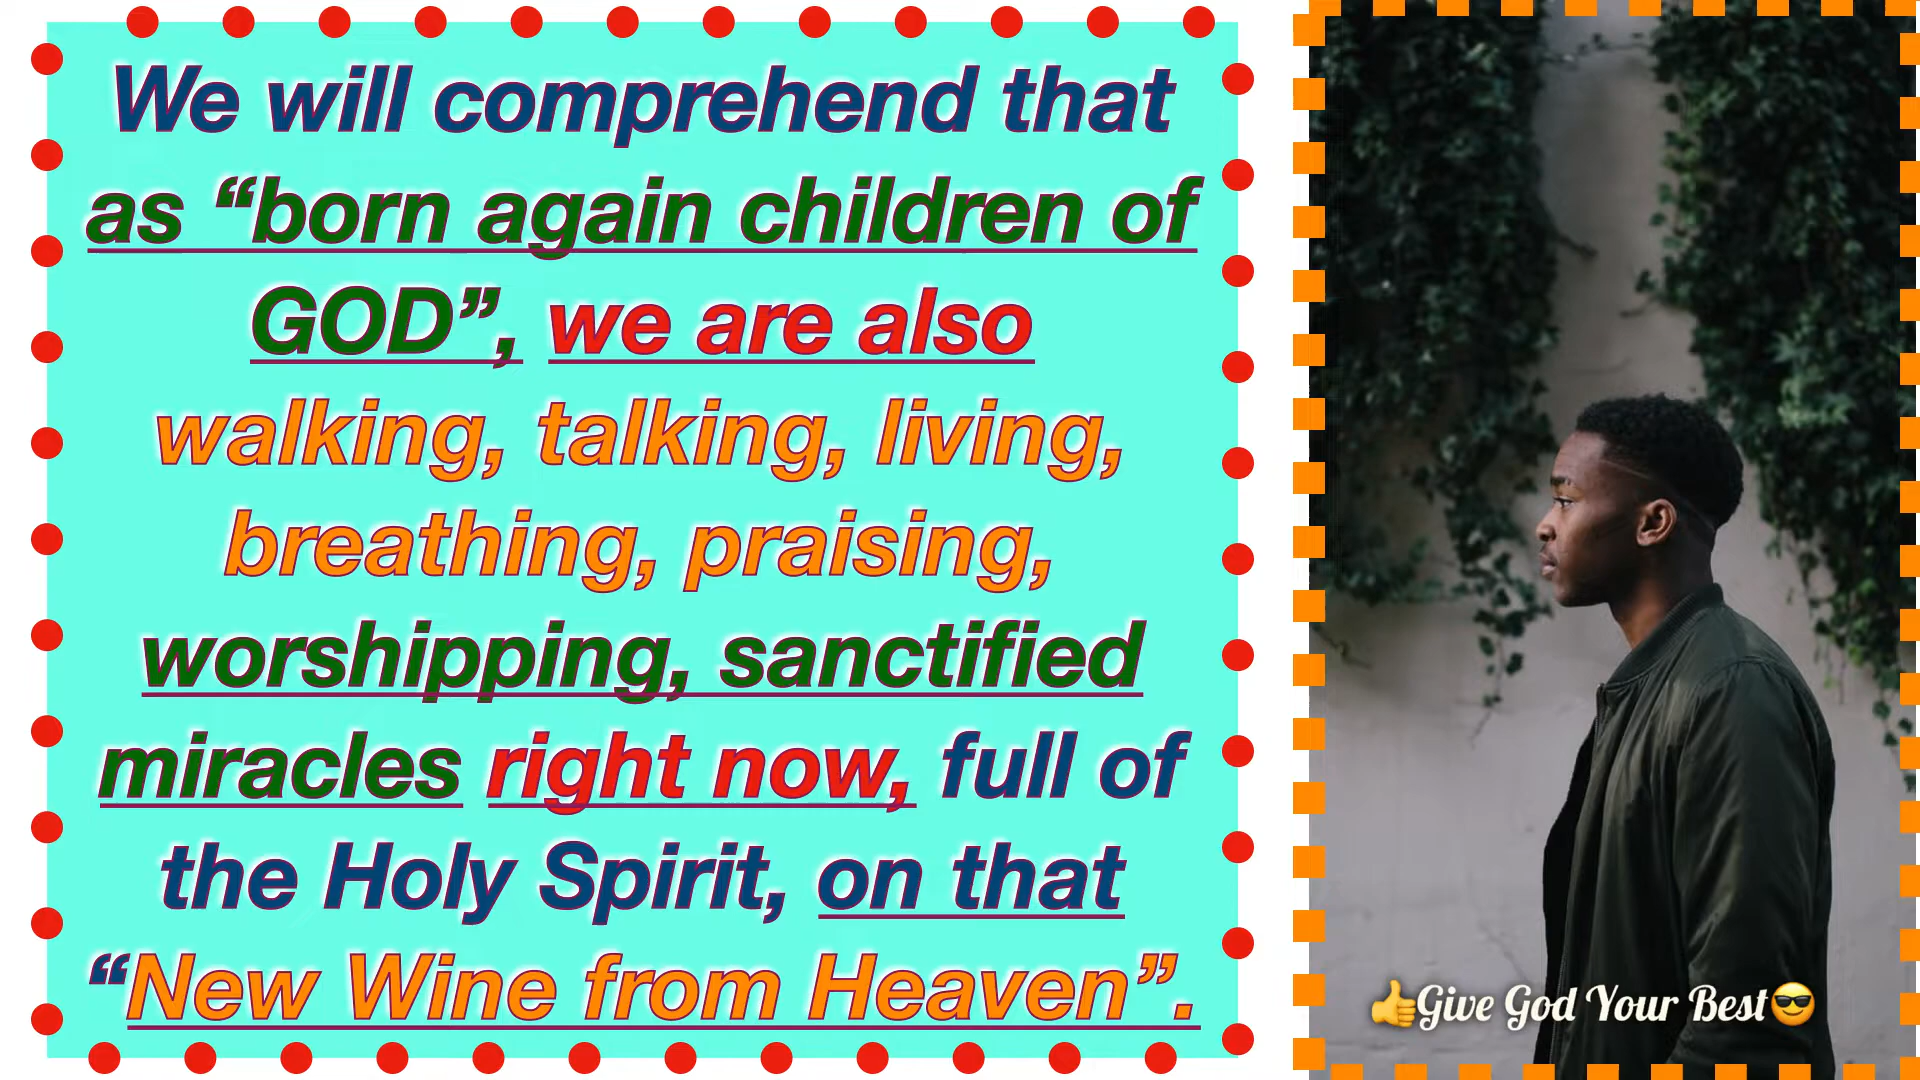 We will comprehend that
as “born again children of
GOD”, we are also
walking, talking, living,
breathing, praising,
worshipping, sanctified
miracles right now, full of
the Holy Spirit, on that
“New Wine from Heaven”.
👍Give God Your Best😎